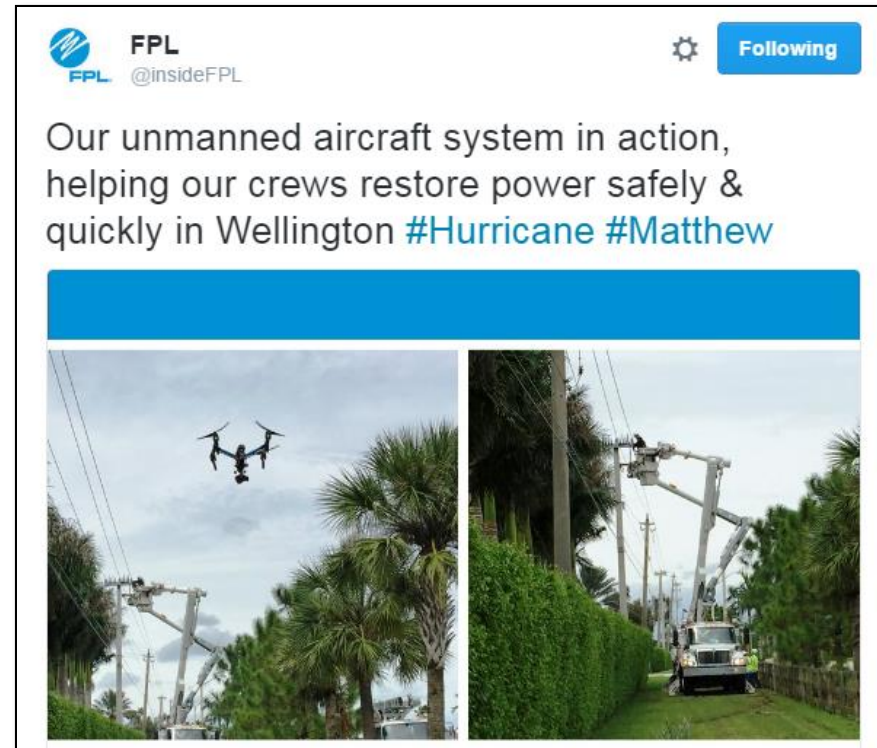 FPL
FPL.
@insideFPL
Following
Our unmanned aircraft system in action,
helping our crews restore power safely &
quickly in Wellington #Hurricane #Matthew